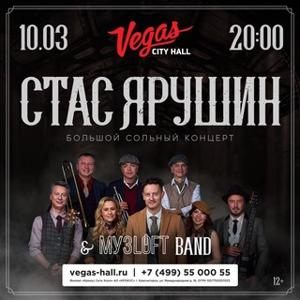 10.03
Vegas
CITY HALL
20:00
СТАС ЯРУШИН
БОЛЬШОЙ СОЛЬНЫЙ КОНЦЕРТ
& МУЗLOFT BAND
vegas-hall.ru | +7 (499) 55 000 55
12+